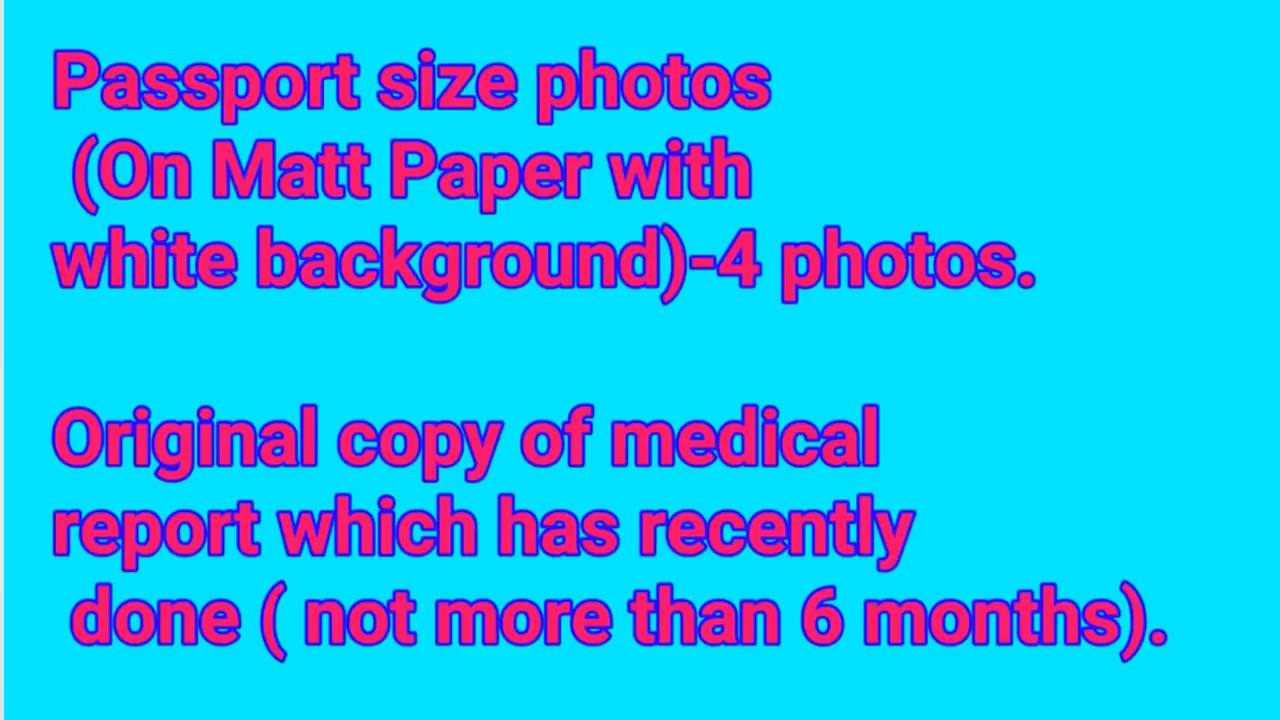 Passport size photos
(On Matt Paper with
white background)-4 photos.
Original copy of medical
report which has recently
done ( not more than 6 months).